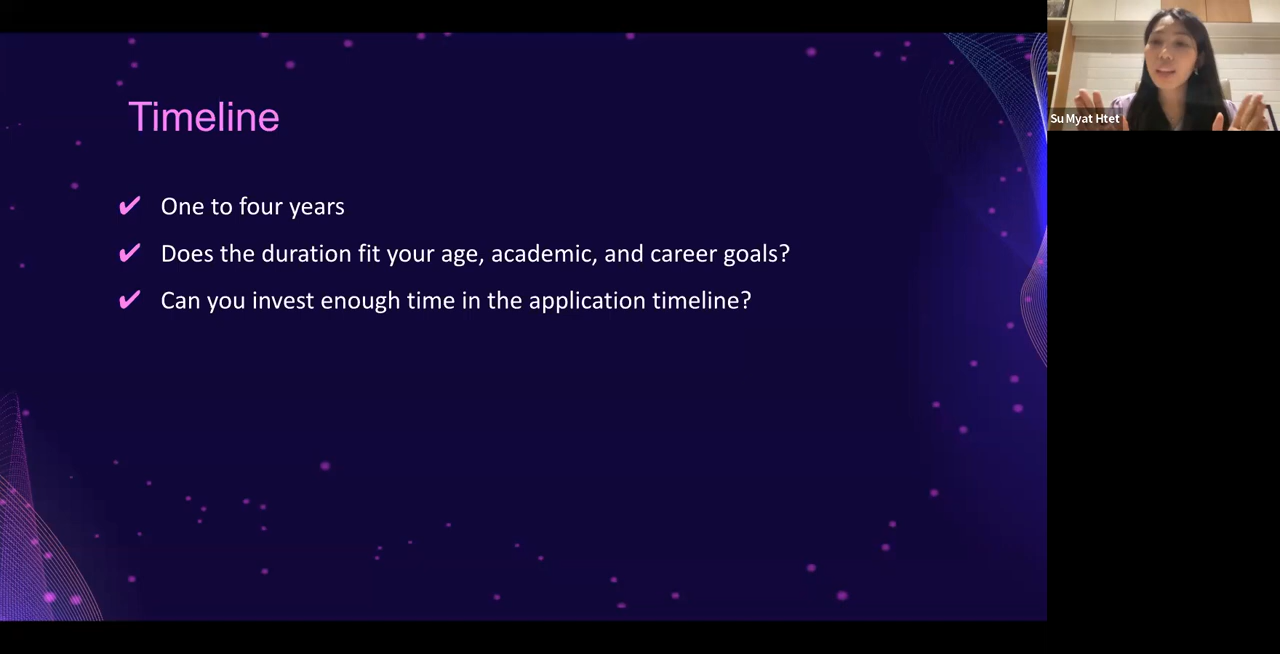 Timeline
✔ One to four years
✔ Does the duration fit your age, academic, and career goals?
✔ Can you invest enough time in the application timeline?
Su Myat Htet